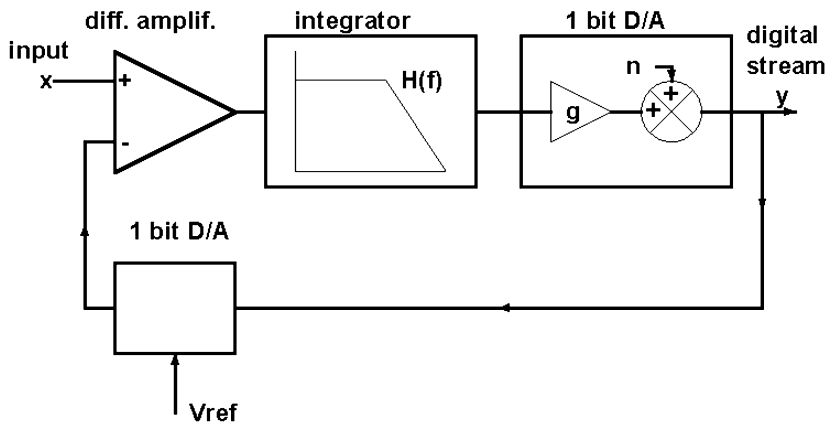 diff. amplif.
integrator
1 bit D/A
digital
stream
input
x
+
-
H(f)
g
n
+
+
y
1 bit D/A
Vref